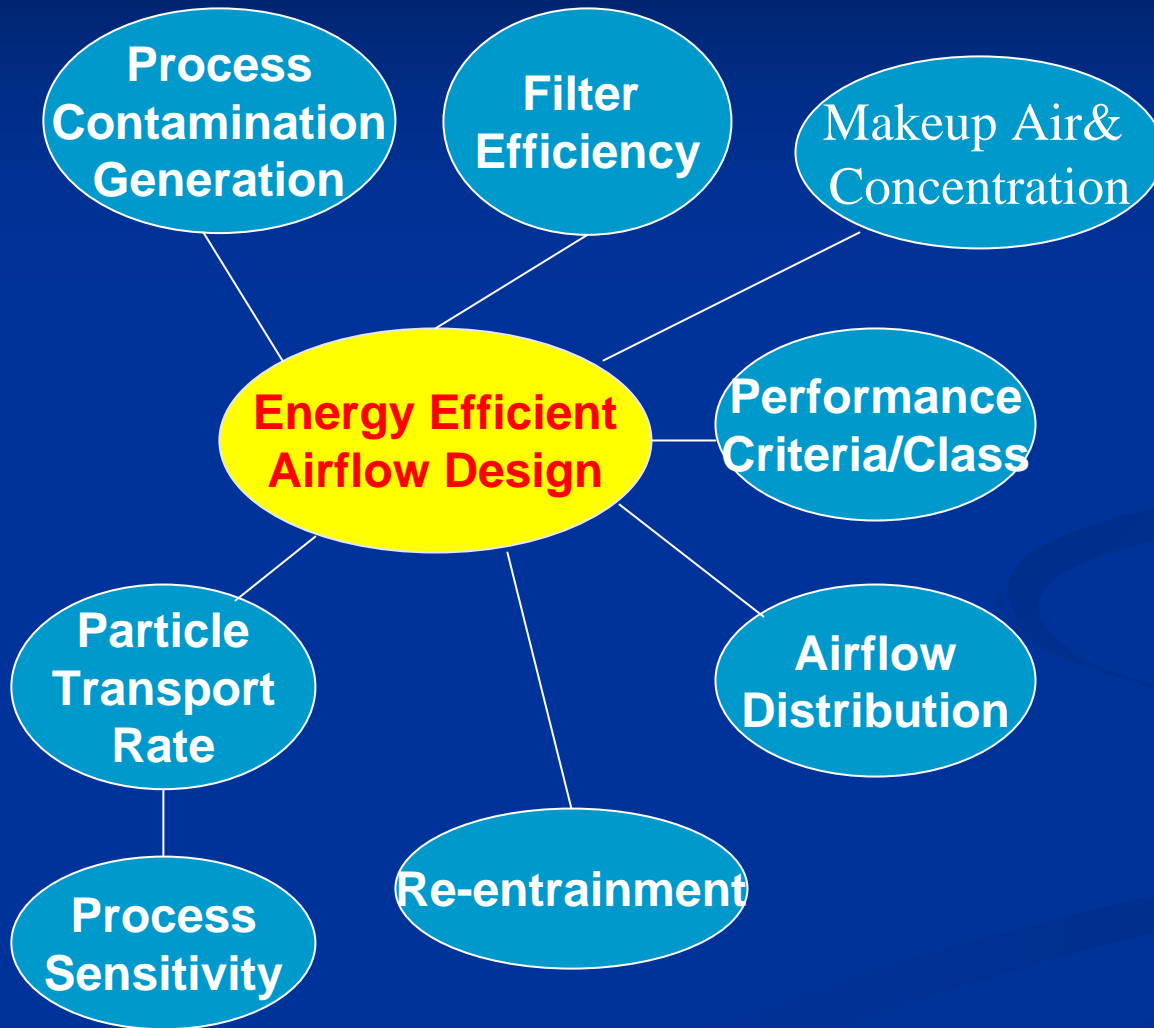 Process
Contamination
Generation
Filter
Efficiency
Makeup Air&
Concentration
Energy Efficient
Airflow Design
Performance
Criteria/Class
Particle
Transport
Rate
Airflow
Distribution
Re-entrainment
Process
Sensitivity